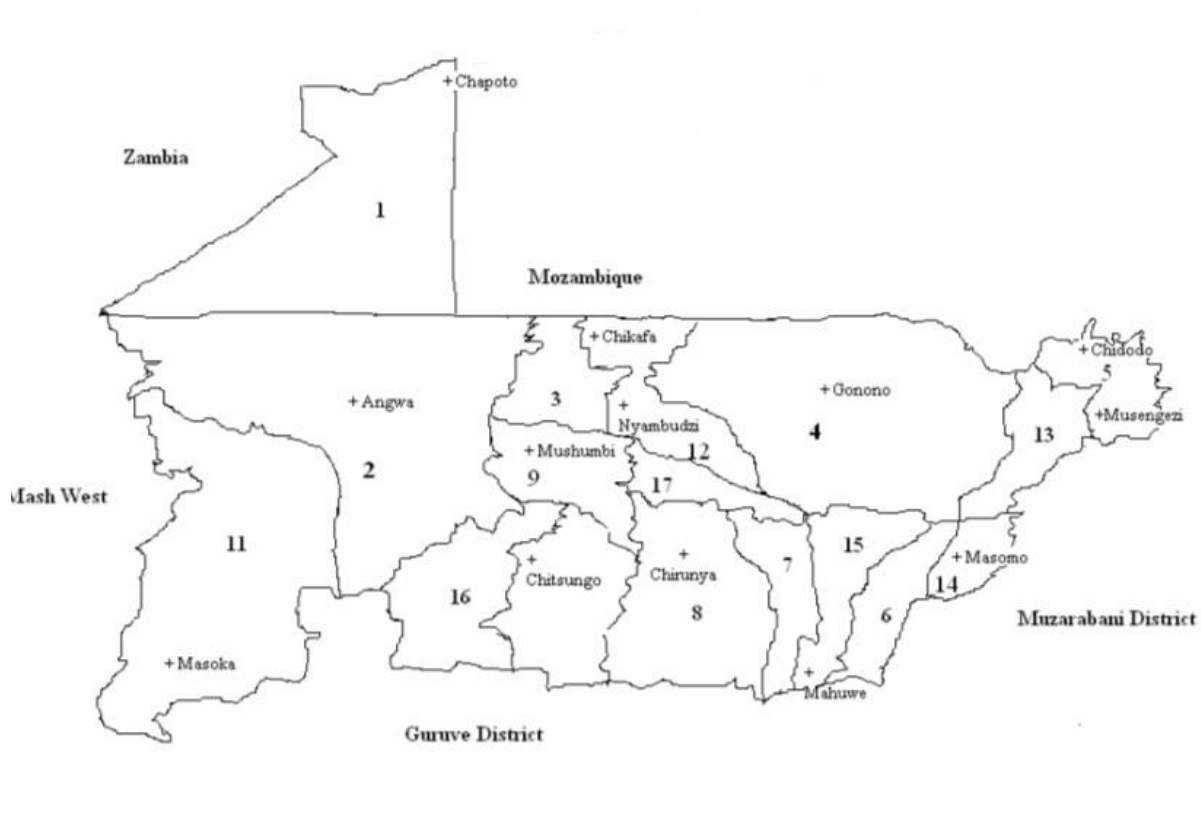 Chapoto
Zambia
1
Mozambique
Chikafa
Chidodo
5
Gonono
3
Angwa
Musengezi
Nyambudzi
4
13
Mushumbi
12
2
9
17
Mash West
11
15
Masomo
Chitsungo
Chirunya
7
14
16
8
6
Muzarabani District
Masoka
Mahuwe
Guruve District